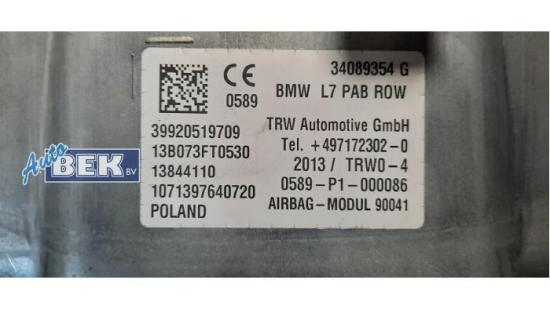 Auto
BEK BV
34089354 G
CE
BMW L7 PAB ROW
0589
39920519709
TRW Automotive GmbH
13B073FT0530
Tel. +497172302-0
13844110
2013/ TRW0-4
1071397640720
0589-P1-000086
POLAND
AIRBAG-MODUL 90041